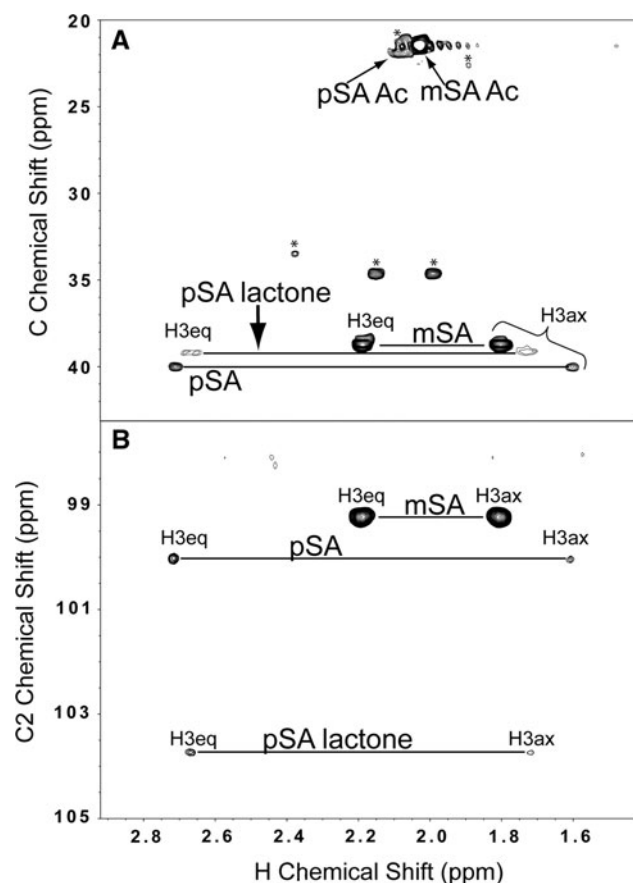 A
20
25
30
35
40
C Chemical Shift (ppm)
*
*
pSA Ac
mSA Ac
*
*
*
pSA lactone
H3eq
H3eq
mSA
H3ax
pSA
B
99
101
103
105
C2 Chemical Shift (ppm)
H3eq
mSA
H3ax
H3eq
pSA
H3ax
H3eq
pSA lactone
H3ax
2.8
2.6
2.4
2.2
2.0
1.8
1.6
H Chemical Shift (ppm)